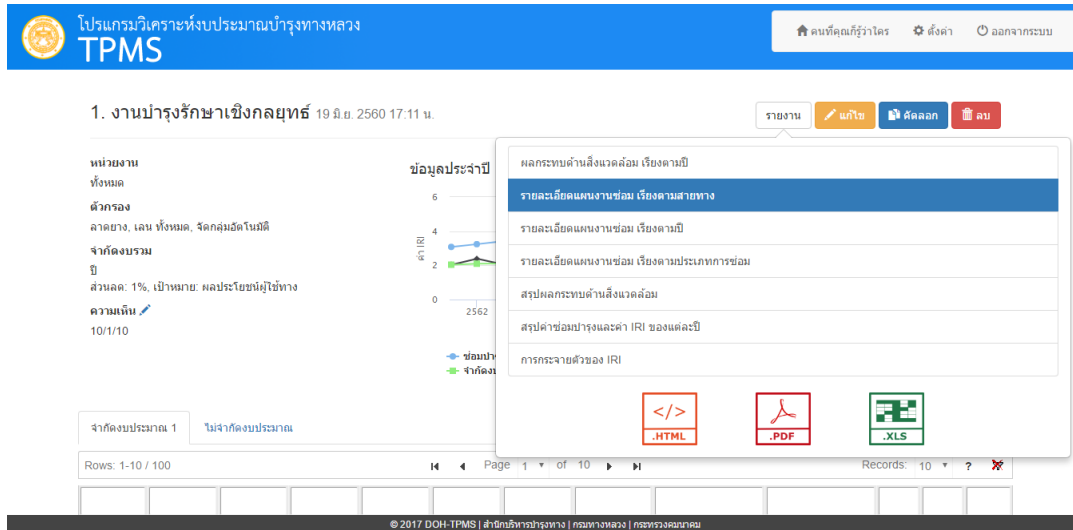 โปรแกรมวิเคราะห์งบประมาณบำรุงทางหลวง
TPMS
คนที่คุณก็รู้ว่าใคร ตั้งค่า ออกจากระบบ
1. งานบำรุงรักษาเชิงกลยุทธ์ 19 มิ.ย. 2560 17:11 น.
รายงาน แก้ไข คัดลอก ลบ
หน่วยงาน
ทั้งหมด
ตัวกรอง
ลาดยาง, เลน ทั้งหมด, จัดกลุ่มอัตโนมัติ
จำกัดงบรวม
ปี
ส่วนลด: 1%, เป้าหมาย: ผลประโยชน์ผู้ใช้ทาง
ความเห็น
10/1/10
ข้อมูลประจำปี
ค่า IRI
6
4
2
0
2562
ซ่อมบำ
จำกัดง
ผลกระทบด้านสิ่งแวดล้อม เรียงตามปี
รายละเอียดแผนงานซ่อม เรียงตามสายทาง
รายละเอียดแผนงานซ่อม เรียงตามปี
รายละเอียดแผนงานซ่อม เรียงตามประเภทการซ่อม
สรุปผลกระทบด้านสิ่งแวดล้อม
สรุปค่าซ่อมบำรุงและค่า IRI ของแต่ละปี
การกระจายตัวของ IRI
</>
.HTML .PDF .XLS
จำกัดงบประมาณ 1 ไม่จำกัดงบประมาณ
Rows: 1-10 / 100 Page 1 of 10 Records: 10 ?
© 2017 DOH-TPMS | สำนักบริหารบำรุงทาง | กรมทางหลวง | กระทรวงคมนาคม